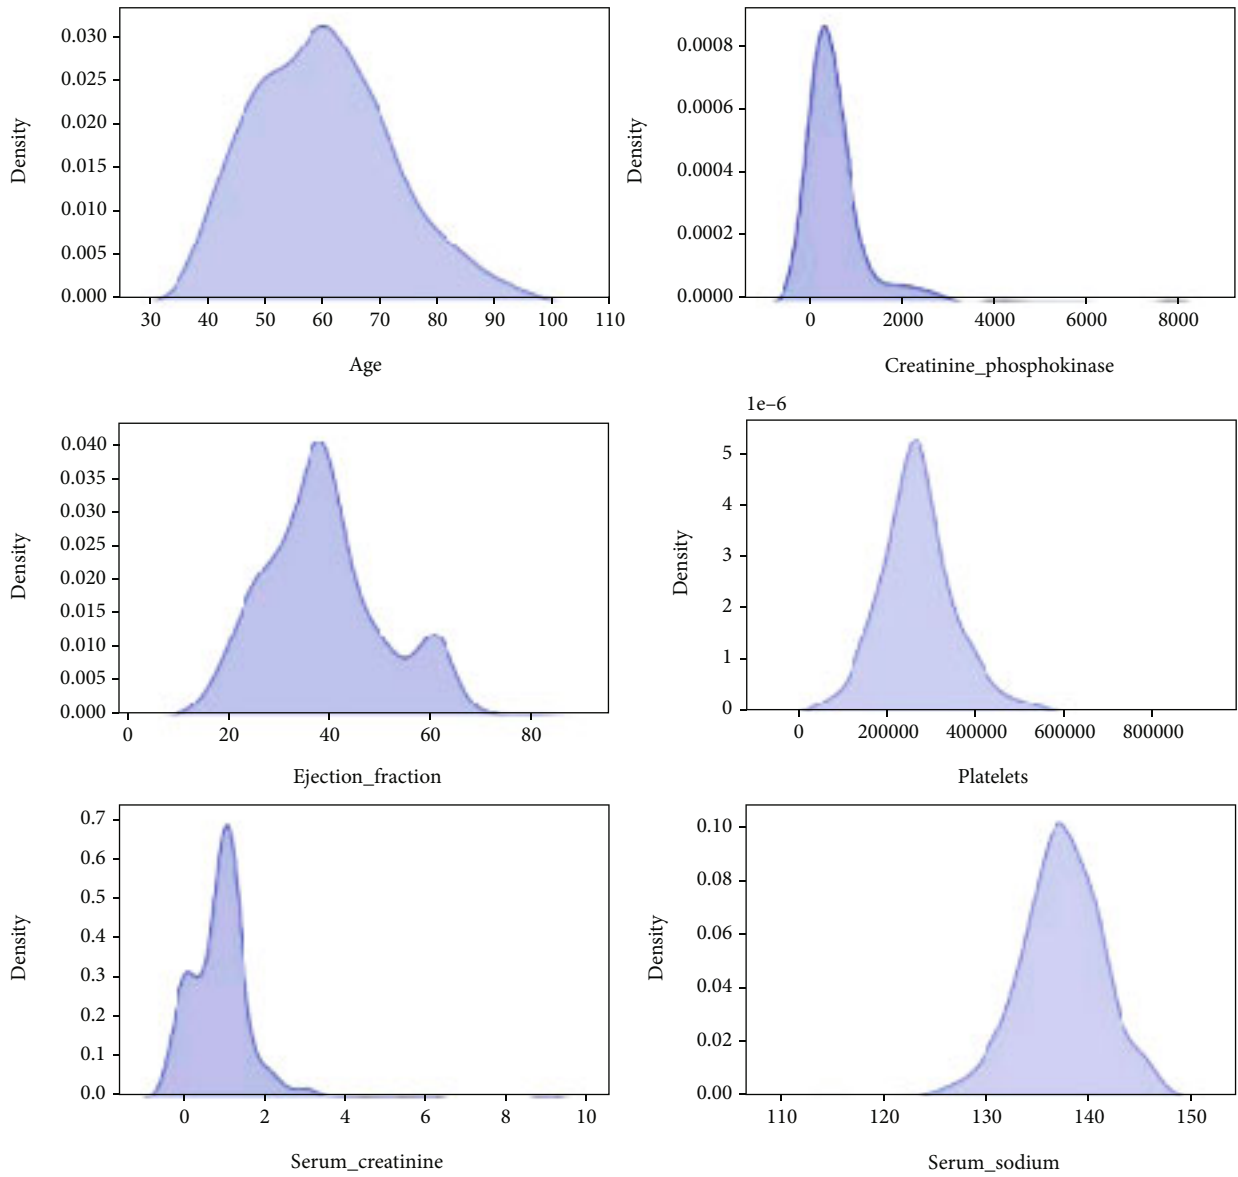 0.030
0.025
0.020
0.015
0.010
0.005
0.000
Density
30 40 50 60 70 80 90 100 110
Age
0.0008
0.0006
0.0004
0.0002
0.0000
Density
0 2000 4000 6000 8000
Creatinine_phosphokinase
0.040
0.035
0.030
0.025
0.020
0.015
0.010
0.005
0.000
Density
0 20 40 60 80
Ejection_fraction
1e–6
5
4
3
2
1
0
Density
0 200000 400000 600000 800000
Platelets
0.7
0.6
0.5
0.4
0.3
0.2
0.1
0.0
Density
0 2 4 6 8 10
Serum_creatinine
0.10
0.08
0.06
0.04
0.02
0.00
Density
110 120 130 140 150
Serum_sodium